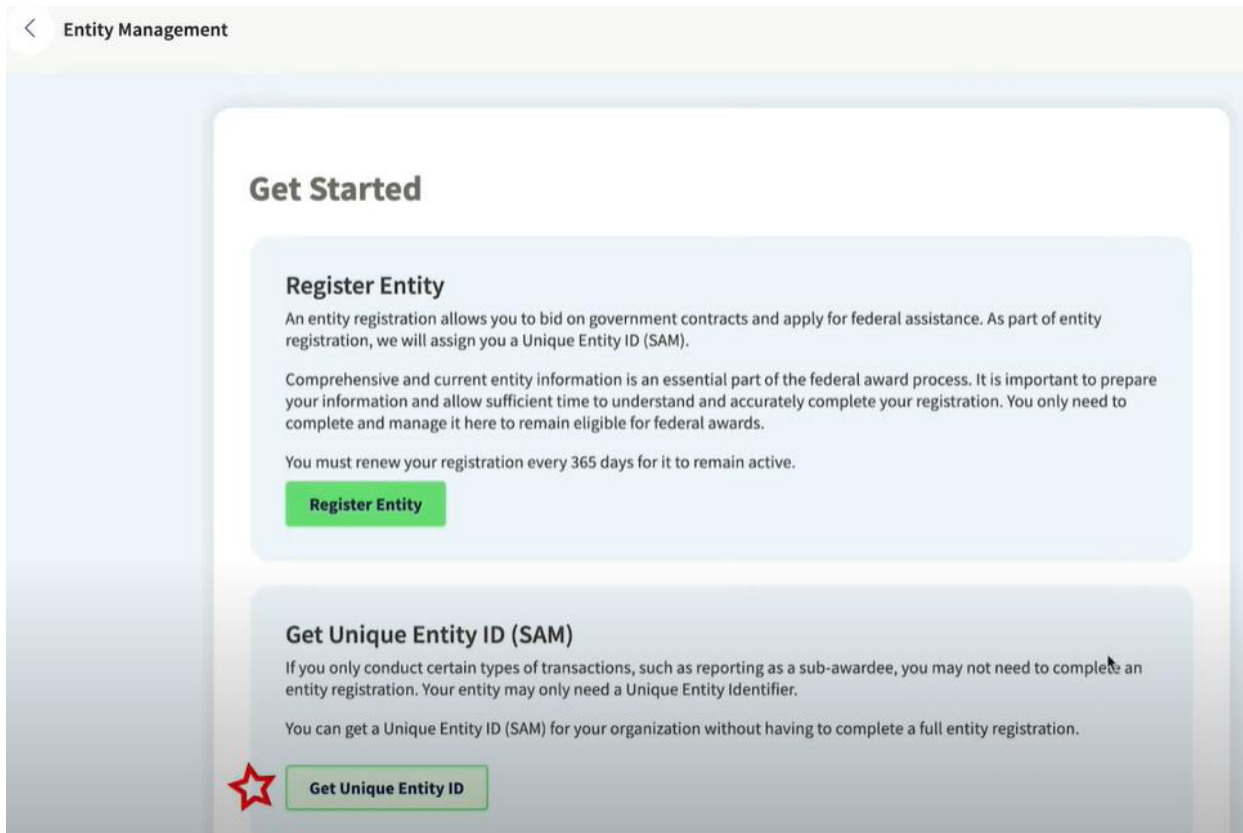 Entity Management
Get Started
Register Entity
An entity registration allows you to bid on government contracts and apply for federal assistance. As part of entity
registration, we will assign you a Unique Entity ID (SAM).
Comprehensive and current entity information is an essential part of the federal award process. It is important to prepare
your information and allow sufficient time to understand and accurately complete your registration. You only need to
complete and manage it here to remain eligible for federal awards.
You must renew your registration every 365 days for it to remain active.
Register Entity
Get Unique Entity ID (SAM)
If you only conduct certain types of transactions, such as reporting as a sub-awardee, you may not need to complete an
entity registration. Your entity may only need a Unique Entity Identifier.
You can get a Unique Entity ID (SAM) for your organization without having to complete a full entity registration.
Get Unique Entity ID